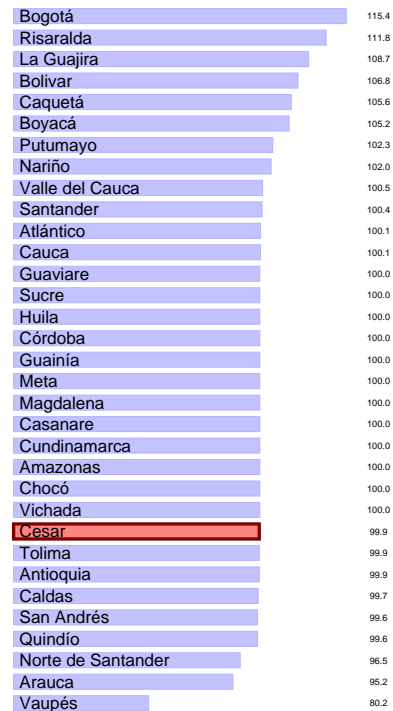 Bogotá 115.4
Risaralda 111.8
La Guajira 108.7
Bolivar 106.8
Caquetá 105.6
Boyacá 105.2
Putumayo 102.3
Nariño 102.0
Valle del Cauca 100.5
Santander 100.4
Atlántico 100.1
Cauca 100.1
Guaviare 100.0
Sucre 100.0
Huila 100.0
Córdoba 100.0
Guainía 100.0
Meta 100.0
Magdalena 100.0
Casanare 100.0
Cundinamarca 100.0
Amazonas 100.0
Chocó 100.0
Vichada 100.0
Cesar 99.9
Tolima 99.9
Antioquia 99.9
Caldas 99.7
San Andrés 99.6
Quindío 99.6
Norte de Santander 96.5
Arauca 95.2
Vaupés 80.2